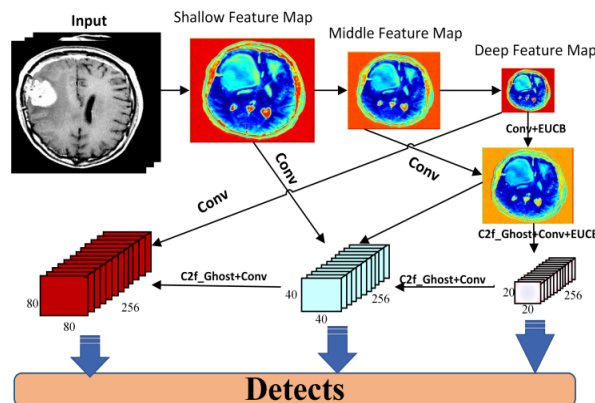 Input
Shallow Feature Map
Middle Feature Map
Deep Feature Map
Conv+EUCB
Conv
Conv
Conv
C2f_Ghost+Conv+EUCB
C2f_Ghost+Conv
C2f_Ghost+Conv
80
80
256
40
40
256
20
20
256
Detects